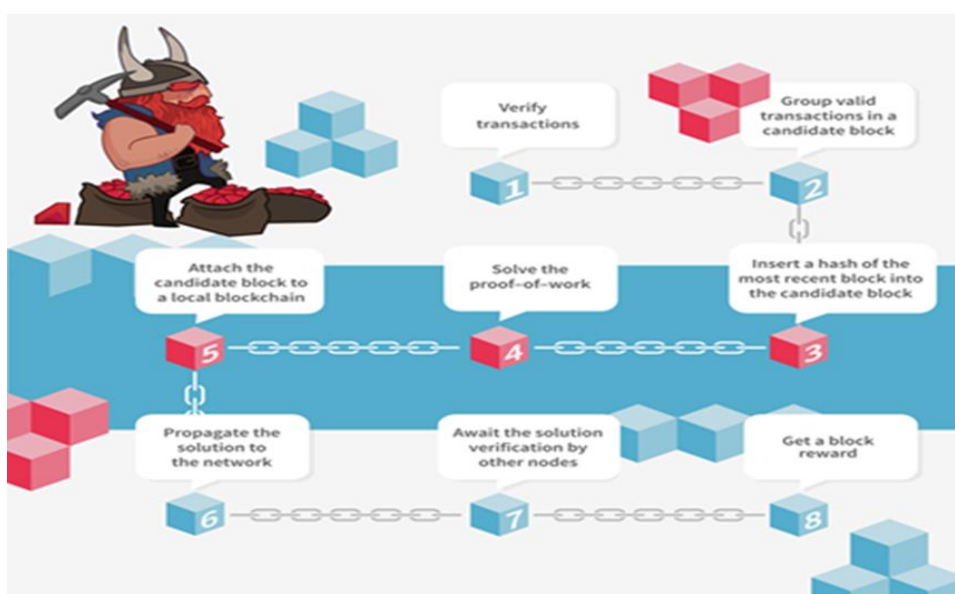 Verify
transactions
1
Group valid
transactions in a
candidate block
2
Insert a hash of the
most recent block into
the candidate block
3
Solve the
proof-of-work
4
Attach the
candidate block to
a local blockchain
5
Propagate the
solution to
the network
6
Await the solution
verification by
other nodes
7
Get a block
reward
8